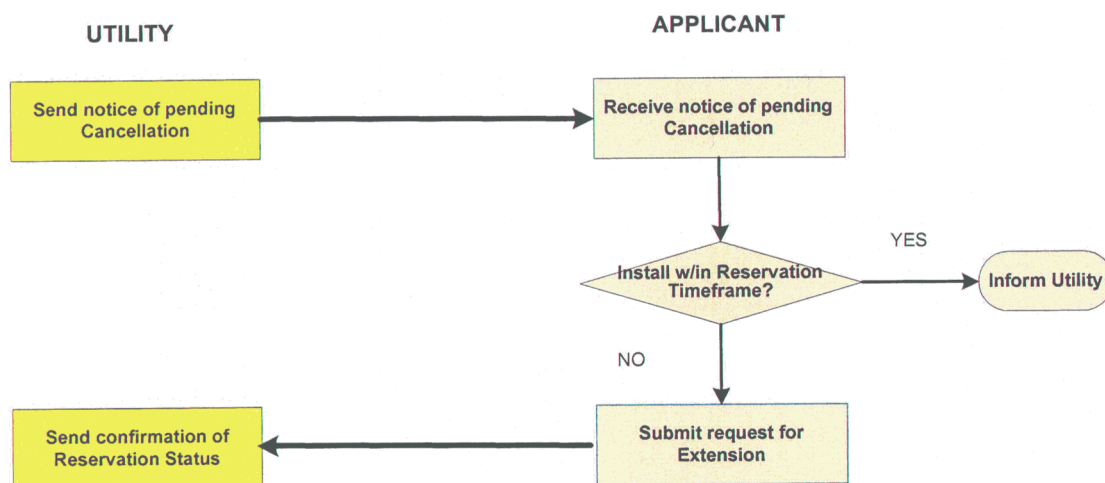 UTILITY
APPLICANT
Send notice of pending
Cancellation
Receive notice of pending
Cancellation
Install w/in Reservation
Timeframe?
YES
Inform Utility
NO
Submit request for
Extension
Send confirmation of
Reservation Status